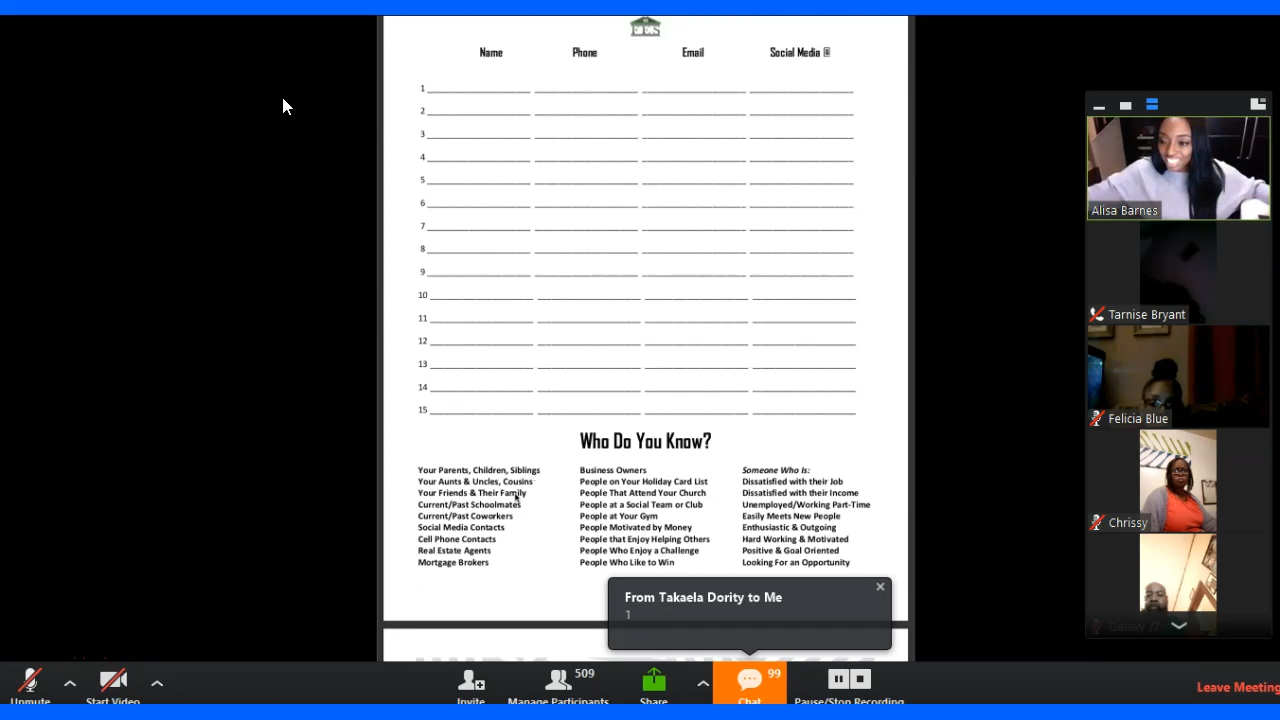 FES
Name Phone Email Social Media @
1
2
3
4
5
6
7
8
9
10
11
12
13
14
15
Who Do You Know?
Your Parents, Children, Siblings
Your Aunts & Uncles, Cousins
Your Friends & Their Family
Current/Past Schoolmates
Current/Past Coworkers
Social Media Contacts
Cell Phone Contacts
Real Estate Agents
Mortgage Brokers
Business Owners
People on Your Holiday Card List
People That Attend Your Church
People at a Social Team or Club
People at Your Gym
People Motivated by Money
People that Enjoy Helping Others
People Who Enjoy a Challenge
People Who Like to Win
Someone Who Is:
Dissatisfied with their Job
Dissatisfied with their Income
Unemployed/Working Part-Time
Easily Meets New People
Enthusiastic & Outgoing
Hard Working & Motivated
Positive & Goal Oriented
Looking For an Opportunity
From Takaela Dority to Me
1
Alisa Barnes
Tarnise Bryant
Felicia Blue
Chrissy
Galaxy J7
Unmute
Start Video
Invite
509
Manage Participants
Share
99
Chat
Pause/Stop Recording
Leave Meeting